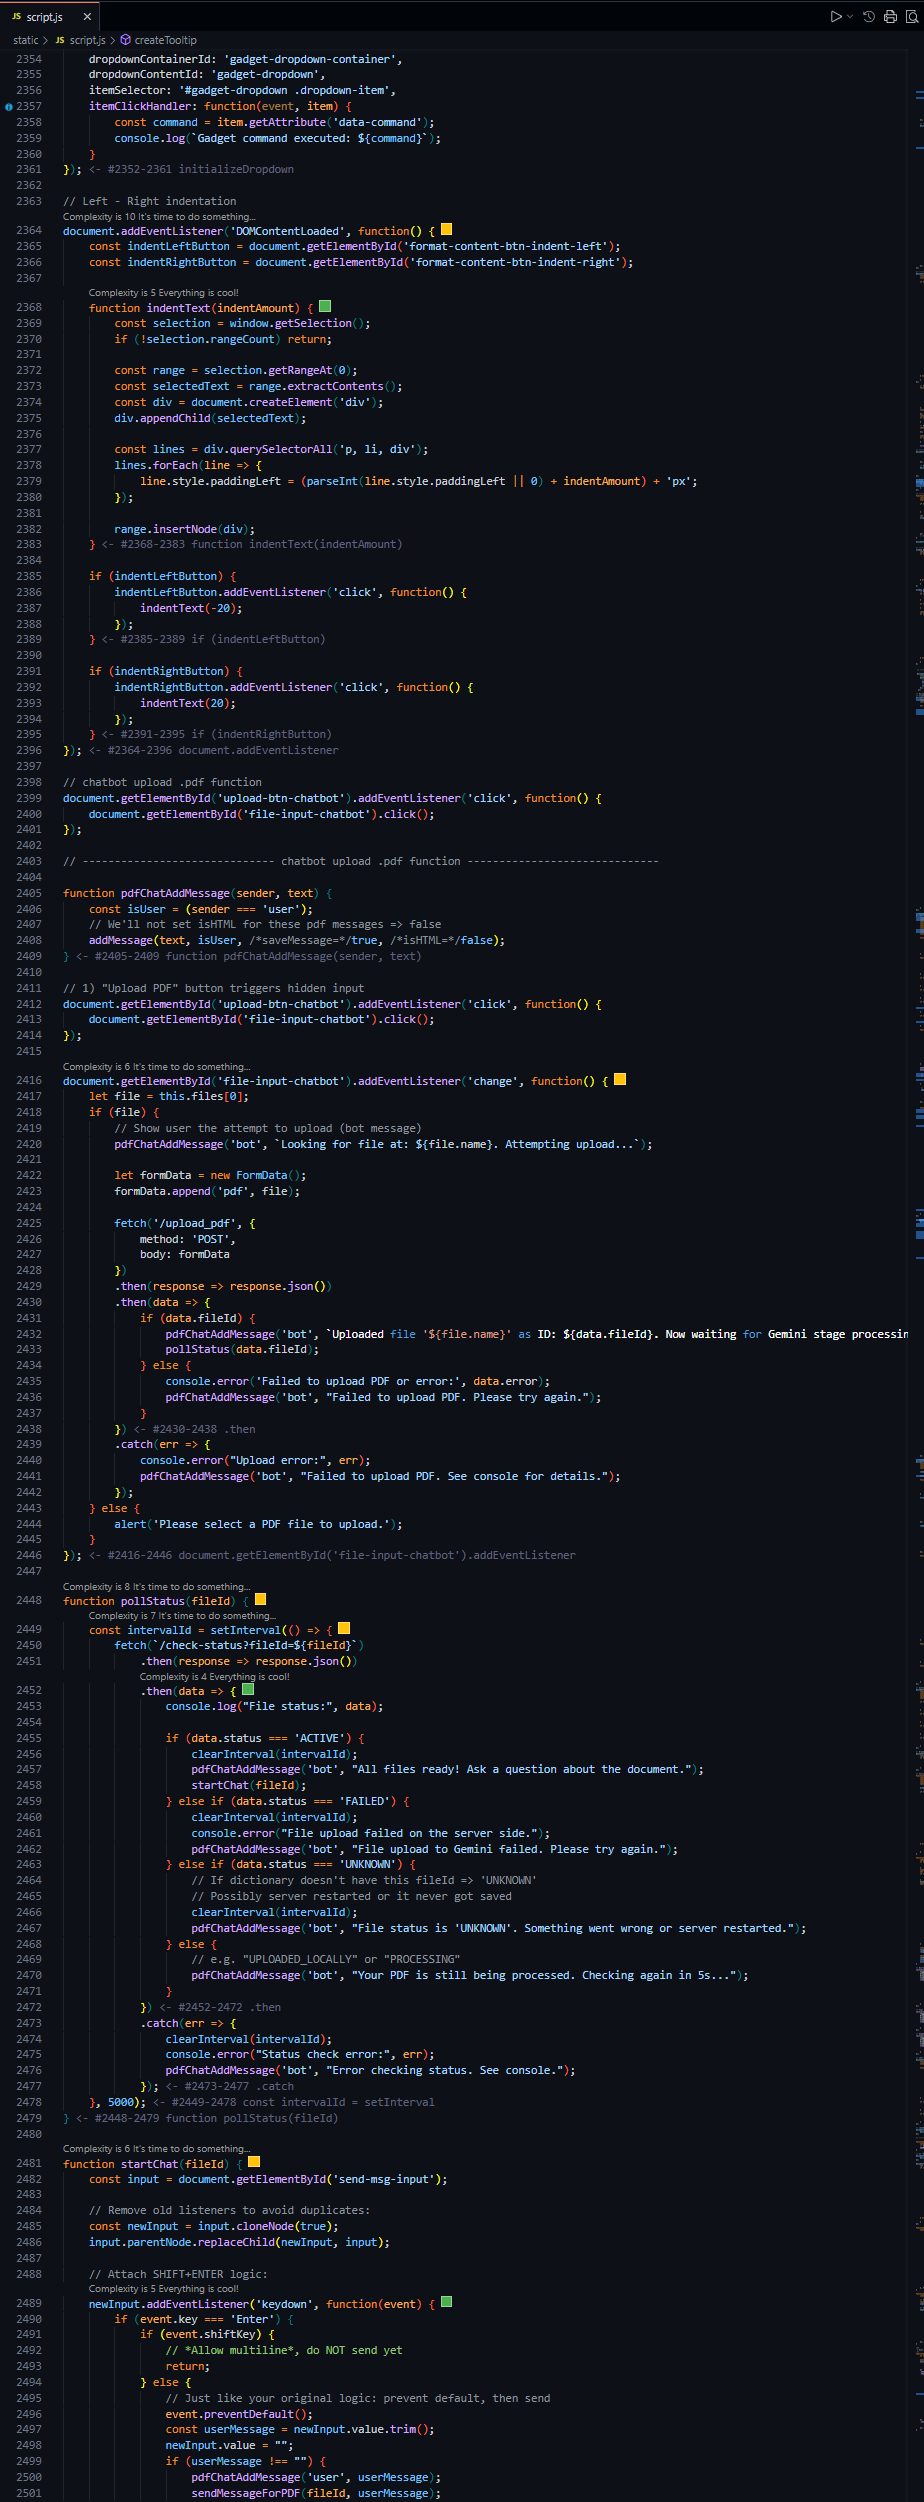 JS script.js ×
static > JS script.js > createTooltip
2354 dropdownContainerId: 'gadget-dropdown-container',
2355 dropdownContentId: 'gadget-dropdown',
2356 itemSelector: '#gadget-dropdown .dropdown-item',
2357 itemClickHandler: function(event, item) {
2358 const command = item.getAttribute('data-command');
2359 console.log(`Gadget command executed: ${command}`);
2360 }
2361 }); <- #2352-2361 initializeDropdown
2362
2363 // Left - Right indentation
Complexity is 10 It's time to do something...
2364 document.addEventListener('DOMContentLoaded', function() {
2365 const indentLeftButton = document.getElementById('format-content-btn-indent-left');
2366 const indentRightButton = document.getElementById('format-content-btn-indent-right');
2367
Complexity is 5 Everything is cool!
2368 function indentText(indentAmount) {
2369 const selection = window.getSelection();
2370 if (!selection.rangeCount) return;
2371
2372 const range = selection.getRangeAt(0);
2373 const selectedText = range.extractContents();
2374 const div = document.createElement('div');
2375 div.appendChild(selectedText);
2376
2377 const lines = div.querySelectorAll('p, li, div');
2378 lines.forEach(line => {
2379 line.style.paddingLeft = (parseInt(line.style.paddingLeft || 0) + indentAmount) + 'px';
2380 });
2381
2382 range.insertNode(div);
2383 } <- #2368-2383 function indentText(indentAmount)
2384
2385 if (indentLeftButton) {
2386 indentLeftButton.addEventListener('click', function() {
2387 indentText(-20);
2388 });
2389 } <- #2385-2389 if (indentLeftButton)
2390
2391 if (indentRightButton) {
2392 indentRightButton.addEventListener('click', function() {
2393 indentText(20);
2394 });
2395 } <- #2391-2395 if (indentRightButton)
2396 }); <- #2364-2396 document.addEventListener
2397
2398 // chatbot upload .pdf function
2399 document.getElementById('upload-btn-chatbot').addEventListener('click', function() {
2400 document.getElementById('file-input-chatbot').click();
2401 });
2402
2403 // ------------------------------ chatbot upload .pdf function ------------------------------
2404
2405 function pdfChatAddMessage(sender, text) {
2406 const isUser = (sender === 'user');
2407 // We'll not set isHTML for these pdf messages => false
2408 addMessage(text, isUser, /*saveMessage=*/true, /*isHTML=*/false);
2409 } <- #2405-2409 function pdfChatAddMessage(sender, text)
2410
2411 // 1) "Upload PDF" button triggers hidden input
2412 document.getElementById('upload-btn-chatbot').addEventListener('click', function() {
2413 document.getElementById('file-input-chatbot').click();
2414 });
2415
Complexity is 6 It's time to do something...
2416 document.getElementById('file-input-chatbot').addEventListener('change', function() {
2417 let file = this.files[0];
2418 if (file) {
2419 // Show user the attempt to upload (bot message)
2420 pdfChatAddMessage('bot', `Looking for file at: ${file.name}. Attempting upload...`);
2421
2422 let formData = new FormData();
2423 formData.append('pdf', file);
2424
2425 fetch('/upload_pdf', {
2426 method: 'POST',
2427 body: formData
2428 })
2429 .then(response => response.json())
2430 .then(data => {
2431 if (data.fileId) {
2432 pdfChatAddMessage('bot', `Uploaded file '${file.name}' as ID: ${data.fileId}. Now waiting for Gemini stage processin
2433 pollStatus(data.fileId);
2434 } else {
2435 console.error('Failed to upload PDF or error:', data.error);
2436 pdfChatAddMessage('bot', "Failed to upload PDF. Please try again.");
2437 }
2438 }) <- #2430-2438 .then
2439 .catch(err => {
2440 console.error("Upload error:", err);
2441 pdfChatAddMessage('bot', "Failed to upload PDF. See console for details.");
2442 });
2443 } else {
2444 alert('Please select a PDF file to upload.');
2445 }
2446 }); <- #2416-2446 document.getElementById('file-input-chatbot').addEventListener
2447
Complexity is 8 It's time to do something...
2448 function pollStatus(fileId) {
Complexity is 7 It's time to do something...
2449 const intervalId = setInterval(() => {
2450 fetch(`/check-status?fileId=${fileId}`)
2451 .then(response => response.json())
Complexity is 4 Everything is cool!
2452 .then(data => {
2453 console.log("File status:", data);
2454
2455 if (data.status === 'ACTIVE') {
2456 clearInterval(intervalId);
2457 pdfChatAddMessage('bot', "All files ready! Ask a question about the document.");
2458 startChat(fileId);
2459 } else if (data.status === 'FAILED') {
2460 clearInterval(intervalId);
2461 console.error("File upload failed on the server side.");
2462 pdfChatAddMessage('bot', "File upload to Gemini failed. Please try again.");
2463 } else if (data.status === 'UNKNOWN') {
2464 // If dictionary doesn't have this fileId => 'UNKNOWN'
2465 // Possibly server restarted or it never got saved
2466 clearInterval(intervalId);
2467 pdfChatAddMessage('bot', "File status is 'UNKNOWN'. Something went wrong or server restarted.");
2468 } else {
2469 // e.g. "UPLOADED_LOCALLY" or "PROCESSING"
2470 pdfChatAddMessage('bot', "Your PDF is still being processed. Checking again in 5s...");
2471 }
2472 }) <- #2452-2472 .then
2473 .catch(err => {
2474 clearInterval(intervalId);
2475 console.error("Status check error:", err);
2476 pdfChatAddMessage('bot', "Error checking status. See console.");
2477 }); <- #2473-2477 .catch
2478 }, 5000); <- #2449-2478 const intervalId = setInterval
2479 } <- #2448-2479 function pollStatus(fileId)
2480
Complexity is 6 It's time to do something...
2481 function startChat(fileId) {
2482 const input = document.getElementById('send-msg-input');
2483
2484 // Remove old listeners to avoid duplicates:
2485 const newInput = input.cloneNode(true);
2486 input.parentNode.replaceChild(newInput, input);
2487
2488 // Attach SHIFT+ENTER logic:
Complexity is 5 Everything is cool!
2489 newInput.addEventListener('keydown', function(event) {
2490 if (event.key === 'Enter') {
2491 if (event.shiftKey) {
2492 // *Allow multiline*, do NOT send yet
2493 return;
2494 } else {
2495 // Just like your original logic: prevent default, then send
2496 event.preventDefault();
2497 const userMessage = newInput.value.trim();
2498 newInput.value = "";
2499 if (userMessage !== "") {
2500 pdfChatAddMessage('user', userMessage);
2501 sendMessageForPDF(fileId, userMessage);